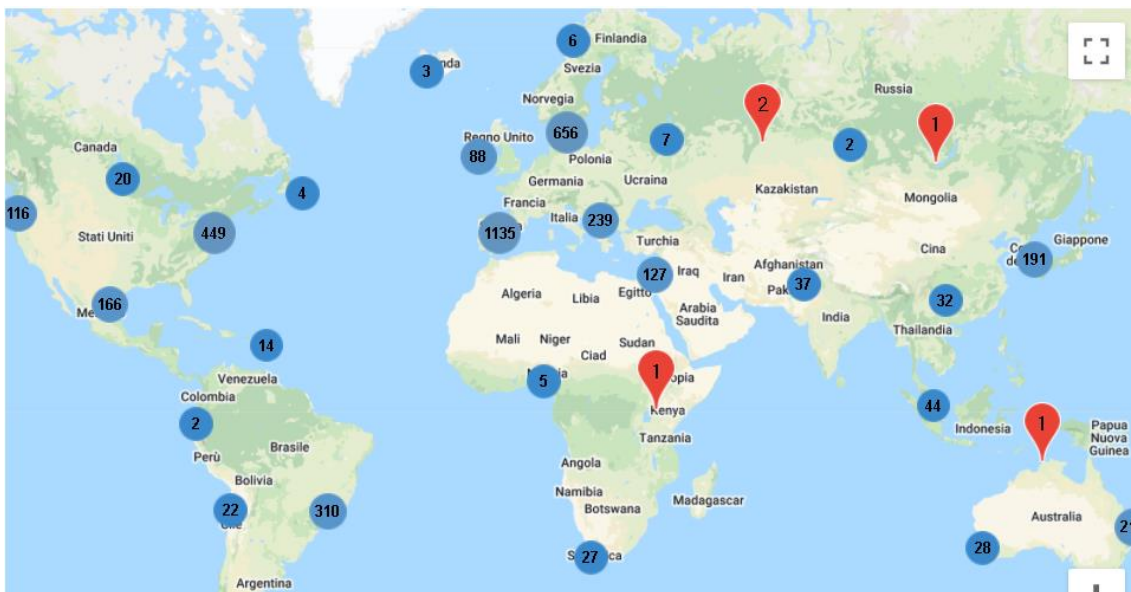 6
Finlandia
3
Svezia
Russia
2
Norvegia
1
656
Regno Unito
88
7
2
Canada
Polonia
20
Germania
Ucraina
4
Kazakistan
Mongolia
116
Francia
Italia
239
449
Stati Uniti
1135
Turchia
Cina
Giappone
191
127
Iraq
Iran
Afghanistan
37
Algeria
Libia
Egitto
32
166
Arabia
Saudita
India
Thailandia
Mali
Niger
Sudan
14
Ciad
Venezuela
5
1
Colombia
44
Kenya
2
1
Indonesia
Papua
Nuova
Guinea
Tanzania
Brasile
Perù
Angola
Bolivia
Namibia
Madagascar
Botswana
22
310
Australia
28
27
Argentina